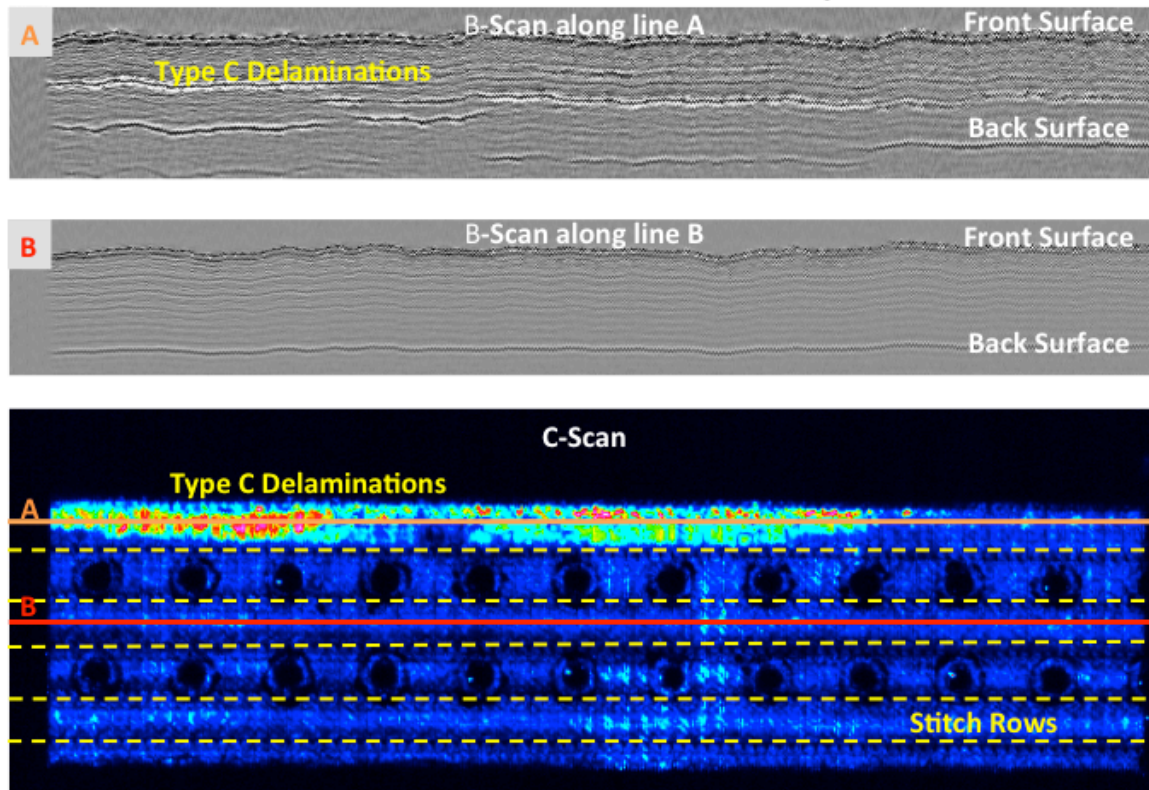 A
B-Scan along line A
Front Surface
Type C Delaminations
Back Surface
B
B-Scan along line B
Front Surface
Back Surface
C-Scan
Type C Delaminations
A
B
Stitch Rows